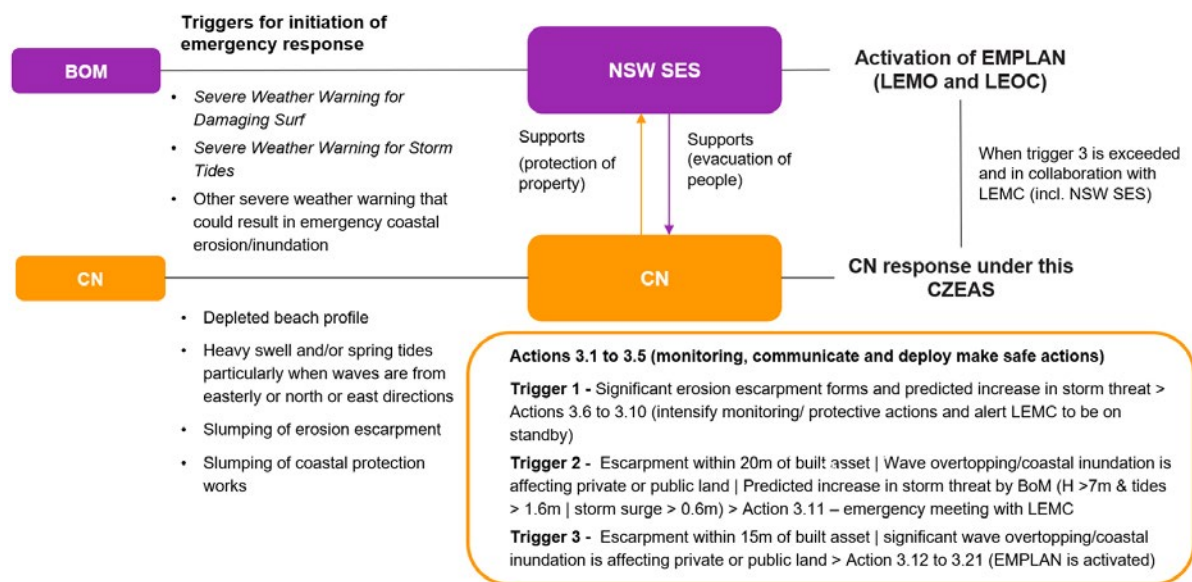 Triggers for initiation of
emergency response
BOM
NSW SES
Activation of EMPLAN
(LEMO and LEOC)
• Severe Weather Warning for
Damaging Surf
• Severe Weather Warning for Storm
Tides
• Other severe weather warning that
could result in emergency coastal
erosion/inundation
Supports
(protection of
property)
Supports
(evacuation of
people)
When trigger 3 is exceeded
and in collaboration with
LEMC (incl. NSW SES)
CN
CN
CN response under this
CZEAS
• Depleted beach profile
• Heavy swell and/or spring tides
particularly when waves are from
easterly or north or east directions
• Slumping of erosion escarpment
• Slumping of coastal protection
works
Actions 3.1 to 3.5 (monitoring, communicate and deploy make safe actions)
Trigger 1 - Significant erosion escarpment forms and predicted increase in storm threat >
Actions 3.6 to 3.10 (intensify monitoring/ protective actions and alert LEMC to be on
standby)
Trigger 2 - Escarpment within 20m of built asset | Wave overtopping/coastal inundation is
affecting private or public land | Predicted increase in storm threat by BoM (H >7m & tides
> 1.6m | storm surge > 0.6m) > Action 3.11 – emergency meeting with LEMC
Trigger 3 - Escarpment within 15m of built asset | significant wave overtopping/coastal
inundation is affecting private or public land > Action 3.12 to 3.21 (EMPLAN is activated)